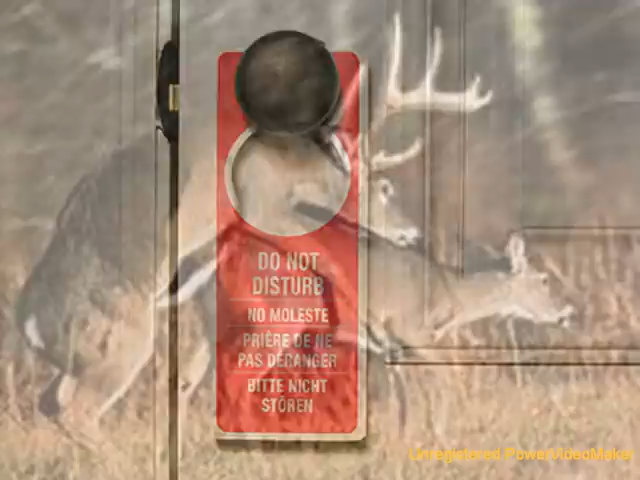 DO NOT
DISTURB
NO MOLESTE
PRIÈRE DE NE
PAS DÉRANGER
BITTE NICHT
STÖREN
Unregistered PowerVideoMaker